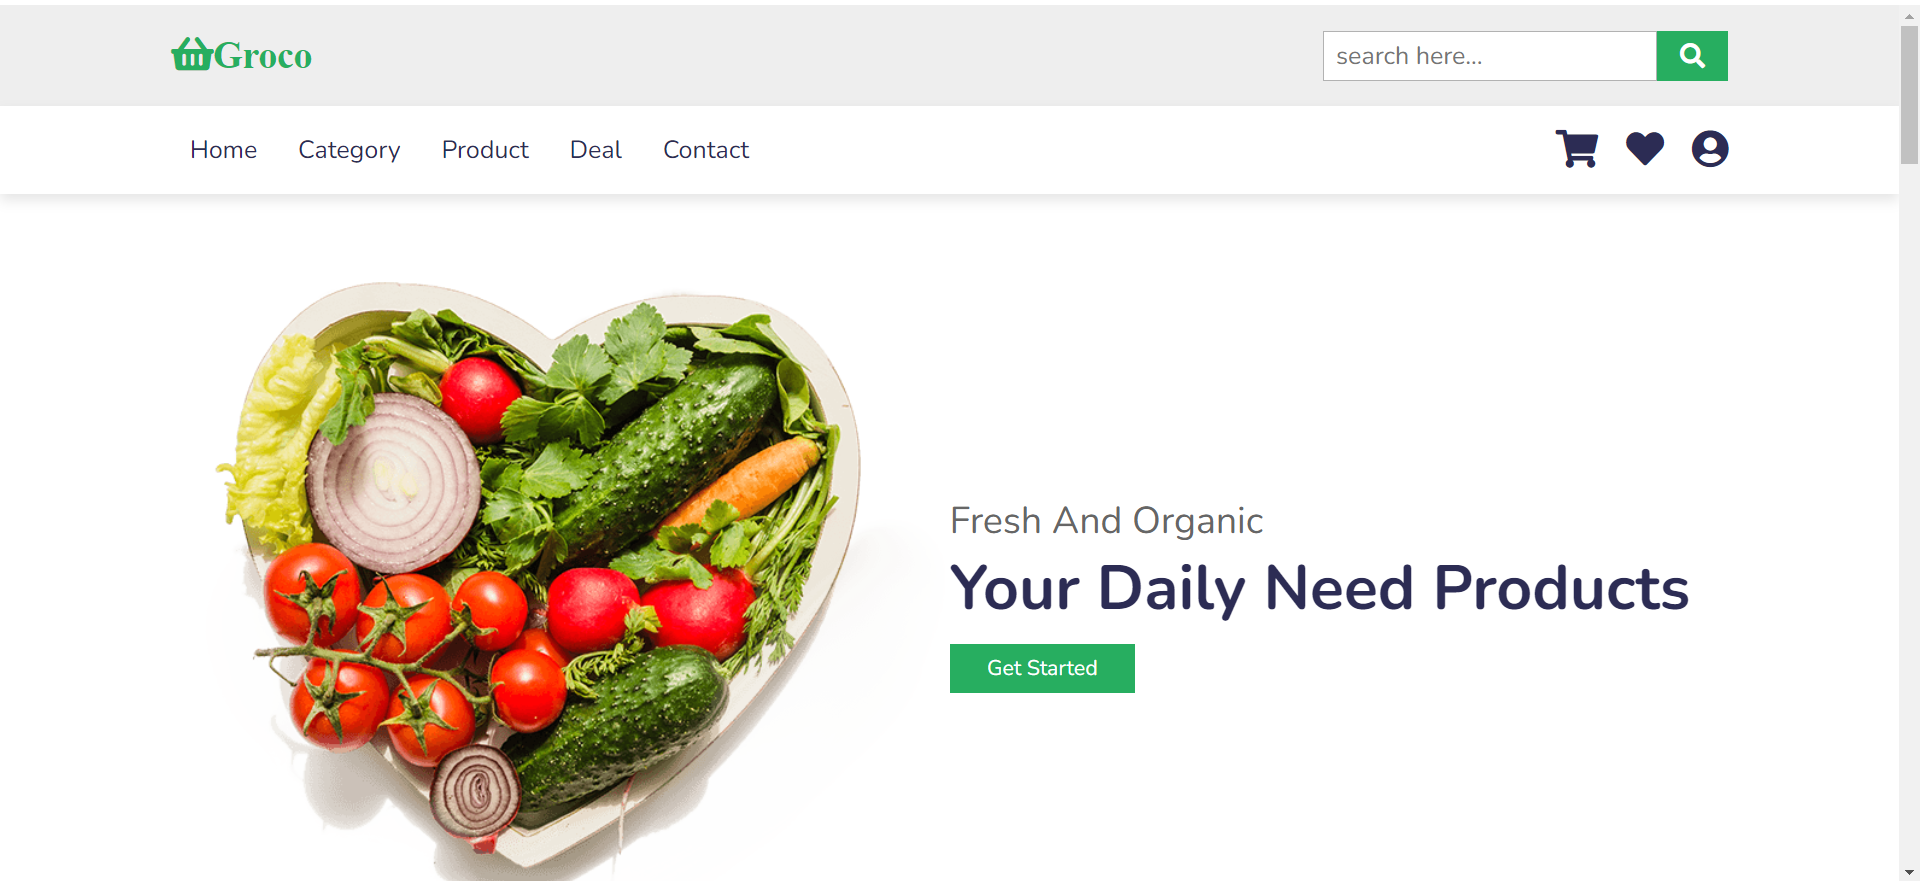 Groco
search here...
Home Category Product Deal Contact
Fresh And Organic
Your Daily Need Products
Get Started